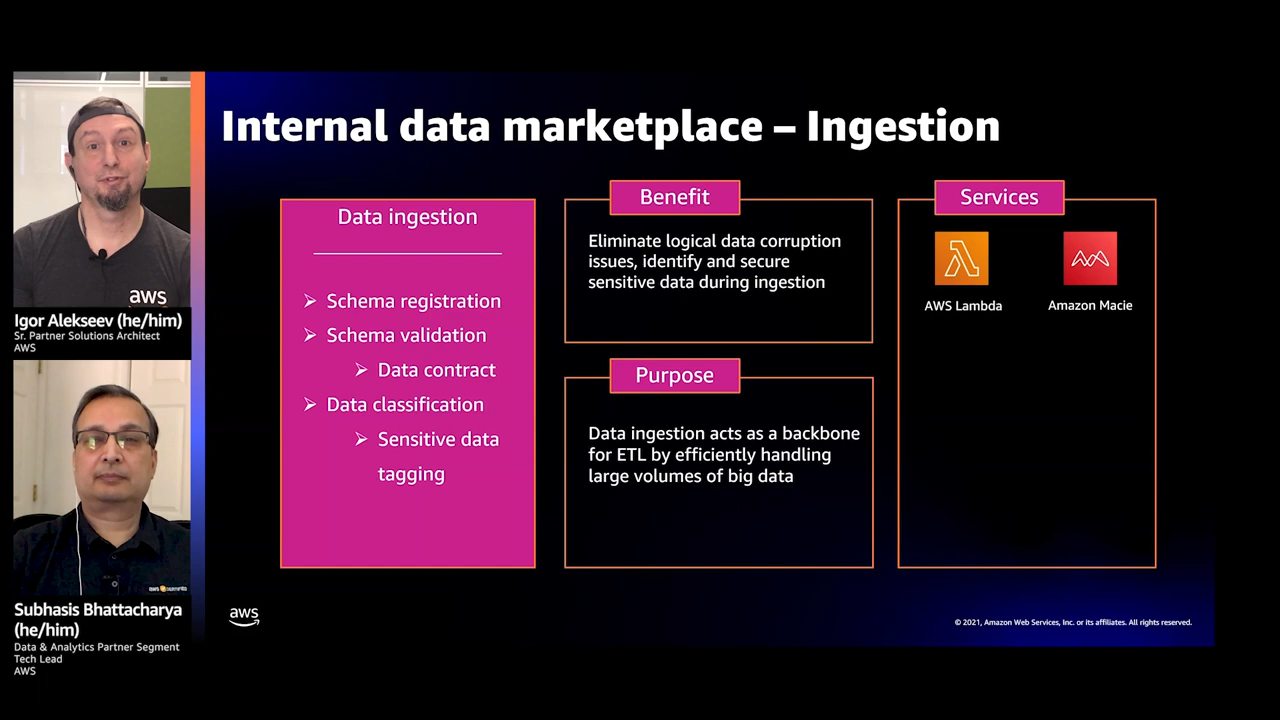 Internal data marketplace – Ingestion
Data ingestion
Schema registration
Schema validation
Data contract
Data classification
Sensitive data
tagging
Benefit
Eliminate logical data corruption
issues, identify and secure
sensitive data during ingestion
Purpose
Data ingestion acts as a backbone
for ETL by efficiently handling
large volumes of big data
Services
AWS Lambda
Amazon Macie
aws
Igor Alekseev (he/him)
Sr. Partner Solutions Architect
AWS
Subhasis Bhattacharya
(he/him)
Data & Analytics Partner Segment
Tech Lead
AWS
aws
© 2021, Amazon Web Services, Inc. or its affiliates. All rights reserved.